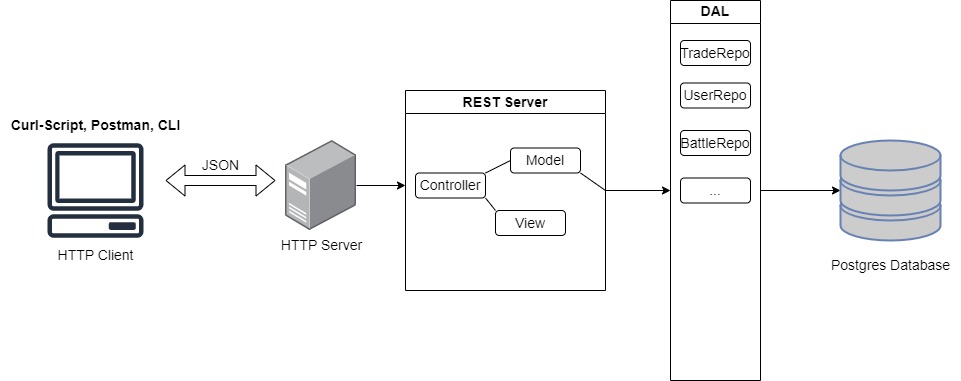 Curl-Script, Postman, CLI
HTTP Client
JSON
HTTP Server
REST Server
Controller
Model
View
DAL
TradeRepo
UserRepo
BattleRepo
...
Postgres Database